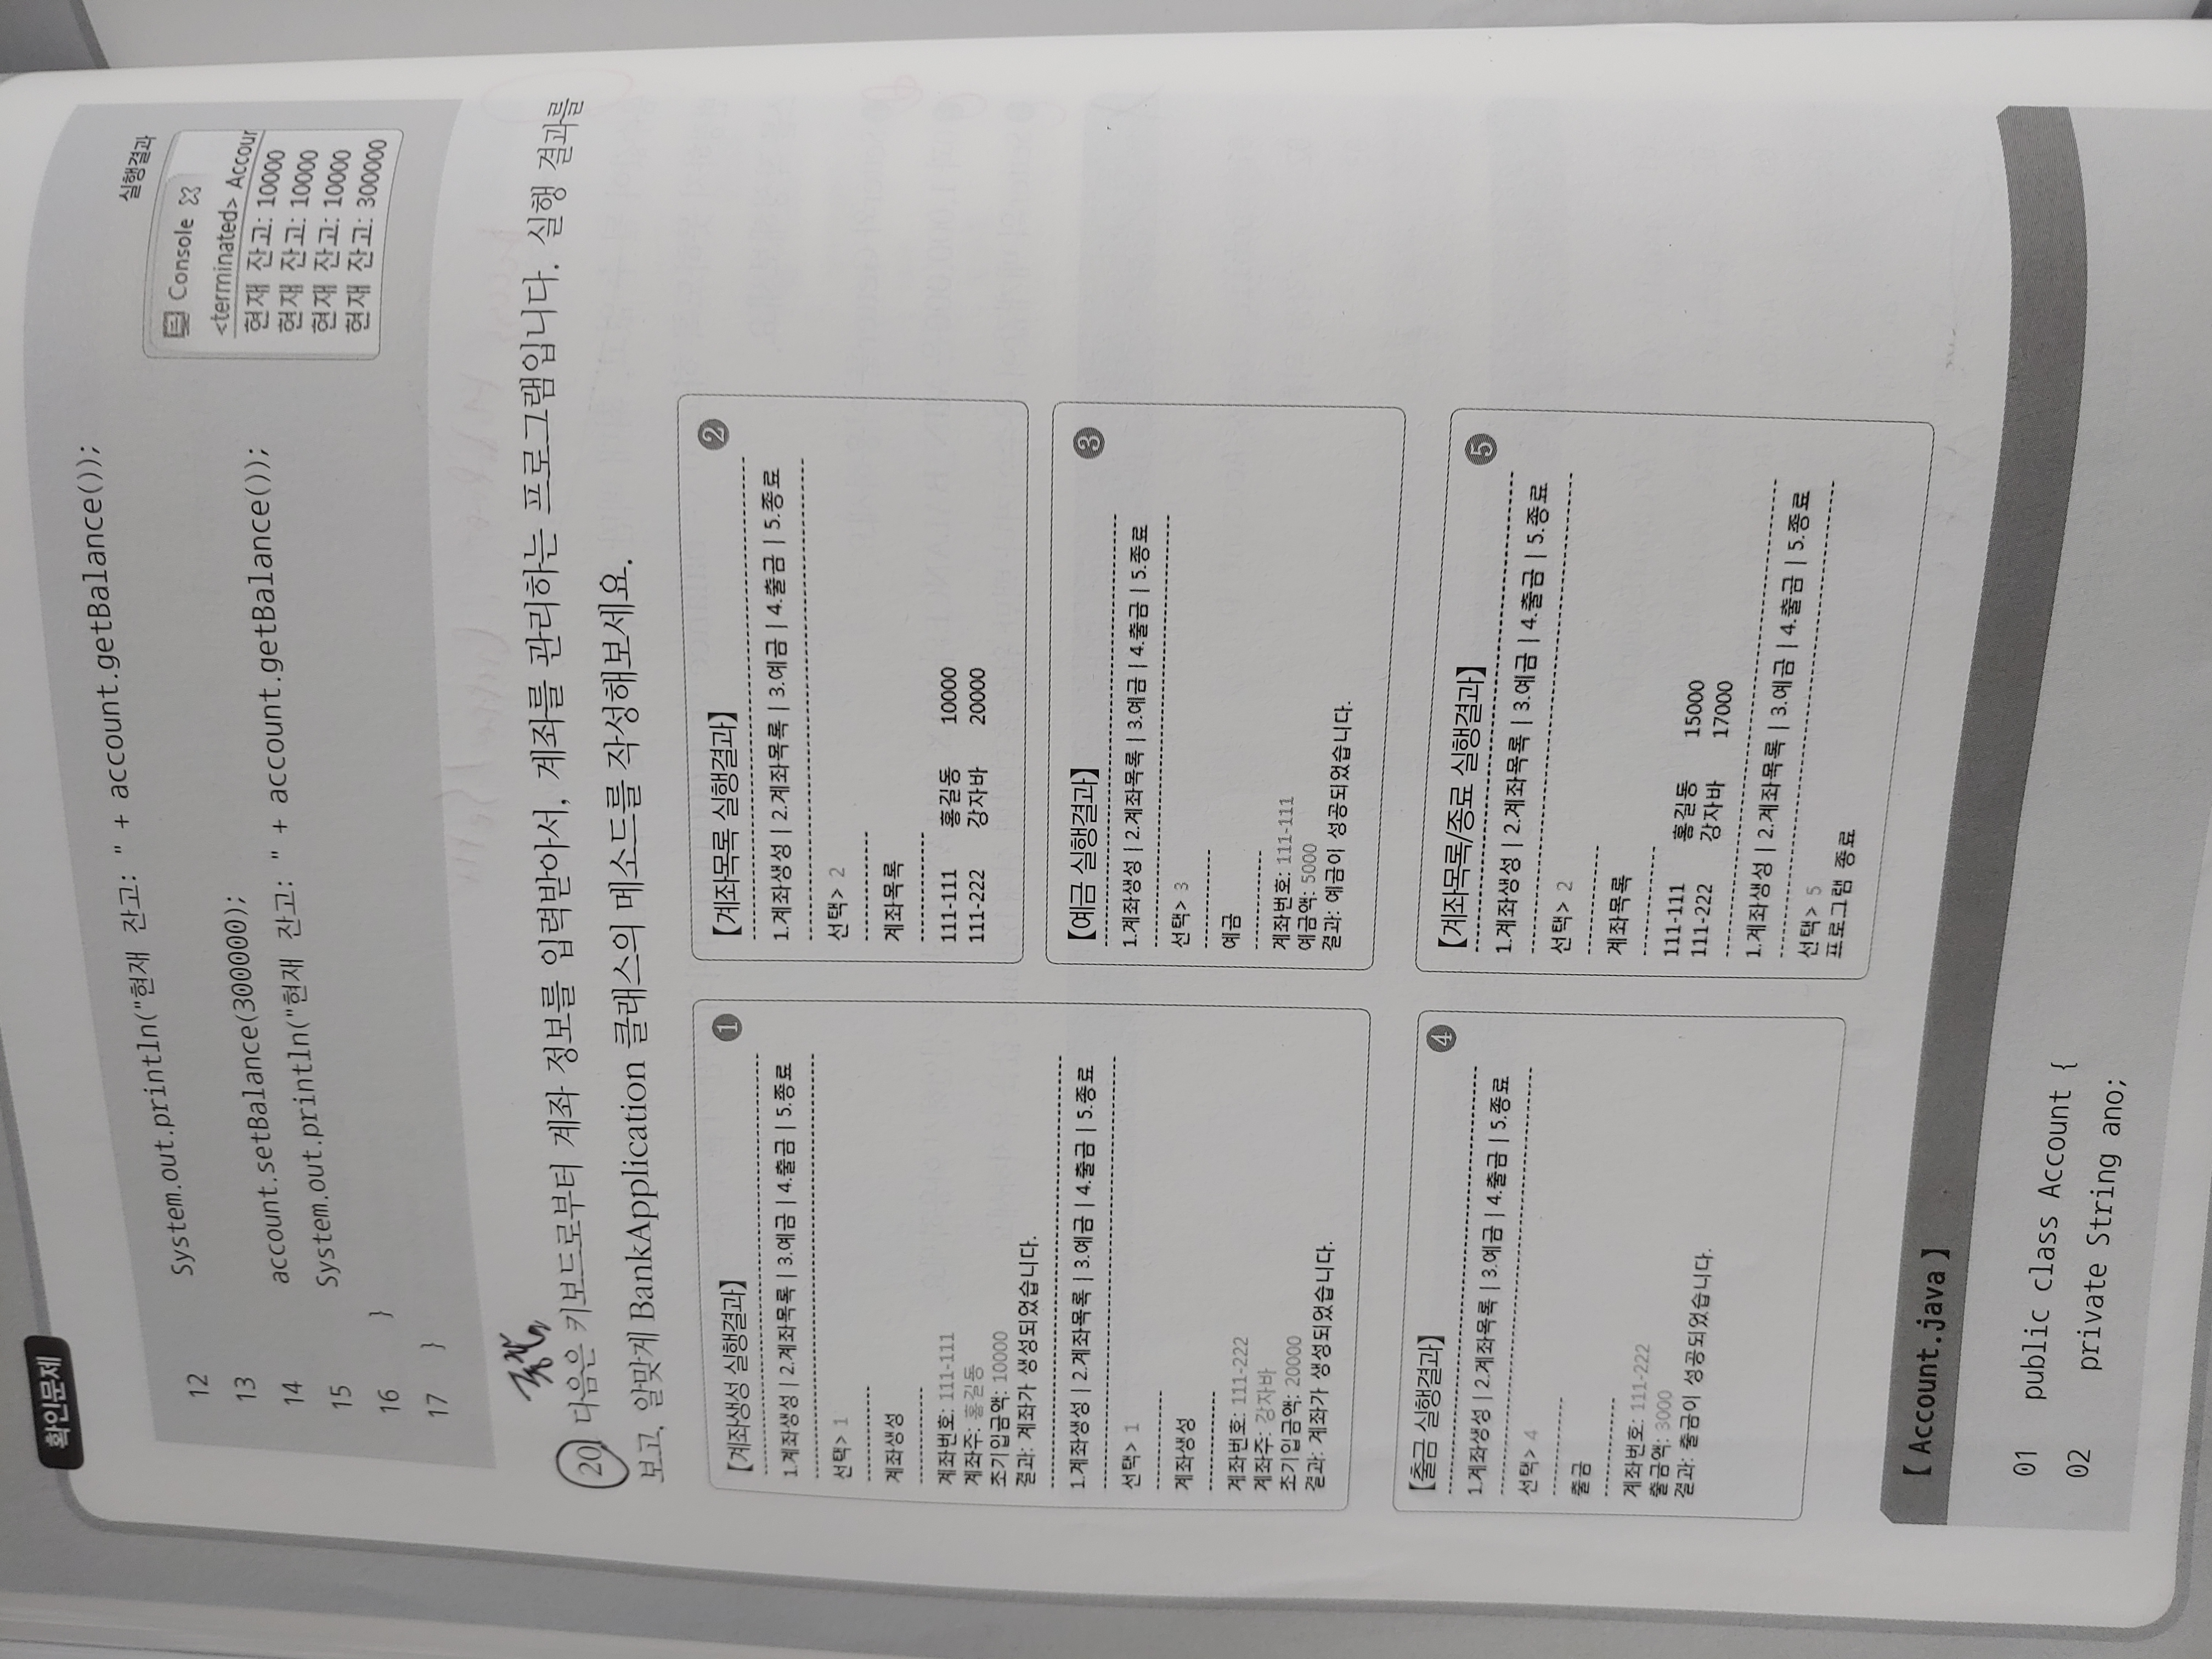 확인문제
12 System.out.println("현재 잔고: " + account.getBalance());
13
14 account.setBalance(300000);
15 System.out.println("현재 잔고: " + account.getBalance());
16 }
17 }
실행결과
Console
<terminated> Accour
현재 잔고: 10000
현재 잔고: 10000
현재 잔고: 10000
현재 잔고: 300000
20 다음은 키보드로부터 계좌 정보를 입력받아서, 계좌를 관리하는 프로그램입니다. 실행 결과를
보고, 알맞게 BankApplication 클래스의 메소드를 작성해보세요.
【계좌생성 실행결과】 ❶
------------------------------------------------------
1.계좌생성 | 2.계좌목록 | 3.예금 | 4.출금 | 5.종료
------------------------------------------------------
선택> 1
--------------
계좌생성
--------------
계좌번호: 111-111
계좌주: 홍길동
초기입금액: 10000
결과: 계좌가 생성되었습니다.
------------------------------------------------------
1.계좌생성 | 2.계좌목록 | 3.예금 | 4.출금 | 5.종료
------------------------------------------------------
선택> 1
--------------
계좌생성
--------------
계좌번호: 111-222
계좌주: 강자바
초기입금액: 20000
결과: 계좌가 생성되었습니다.
【계좌목록 실행결과】 ❷
------------------------------------------------------
1.계좌생성 | 2.계좌목록 | 3.예금 | 4.출금 | 5.종료
------------------------------------------------------
선택> 2
--------------
계좌목록
--------------
111-111 홍길동 10000
111-222 강자바 20000
【예금 실행결과】 ❸
------------------------------------------------------
1.계좌생성 | 2.계좌목록 | 3.예금 | 4.출금 | 5.종료
------------------------------------------------------
선택> 3
--------------
예금
--------------
계좌번호: 111-111
예금액: 5000
결과: 예금이 성공되었습니다.
【출금 실행결과】 ❹
------------------------------------------------------
1.계좌생성 | 2.계좌목록 | 3.예금 | 4.출금 | 5.종료
------------------------------------------------------
선택> 4
--------------
출금
--------------
계좌번호: 111-222
출금액: 3000
결과: 출금이 성공되었습니다.
【계좌목록/종료 실행결과】 ❺
------------------------------------------------------
1.계좌생성 | 2.계좌목록 | 3.예금 | 4.출금 | 5.종료
------------------------------------------------------
선택> 2
--------------
계좌목록
--------------
111-111 홍길동 15000
111-222 강자바 17000
------------------------------------------------------
1.계좌생성 | 2.계좌목록 | 3.예금 | 4.출금 | 5.종료
------------------------------------------------------
선택> 5
프로그램 종료
【 Account.java 】
01 public class Account {
02 private String ano;